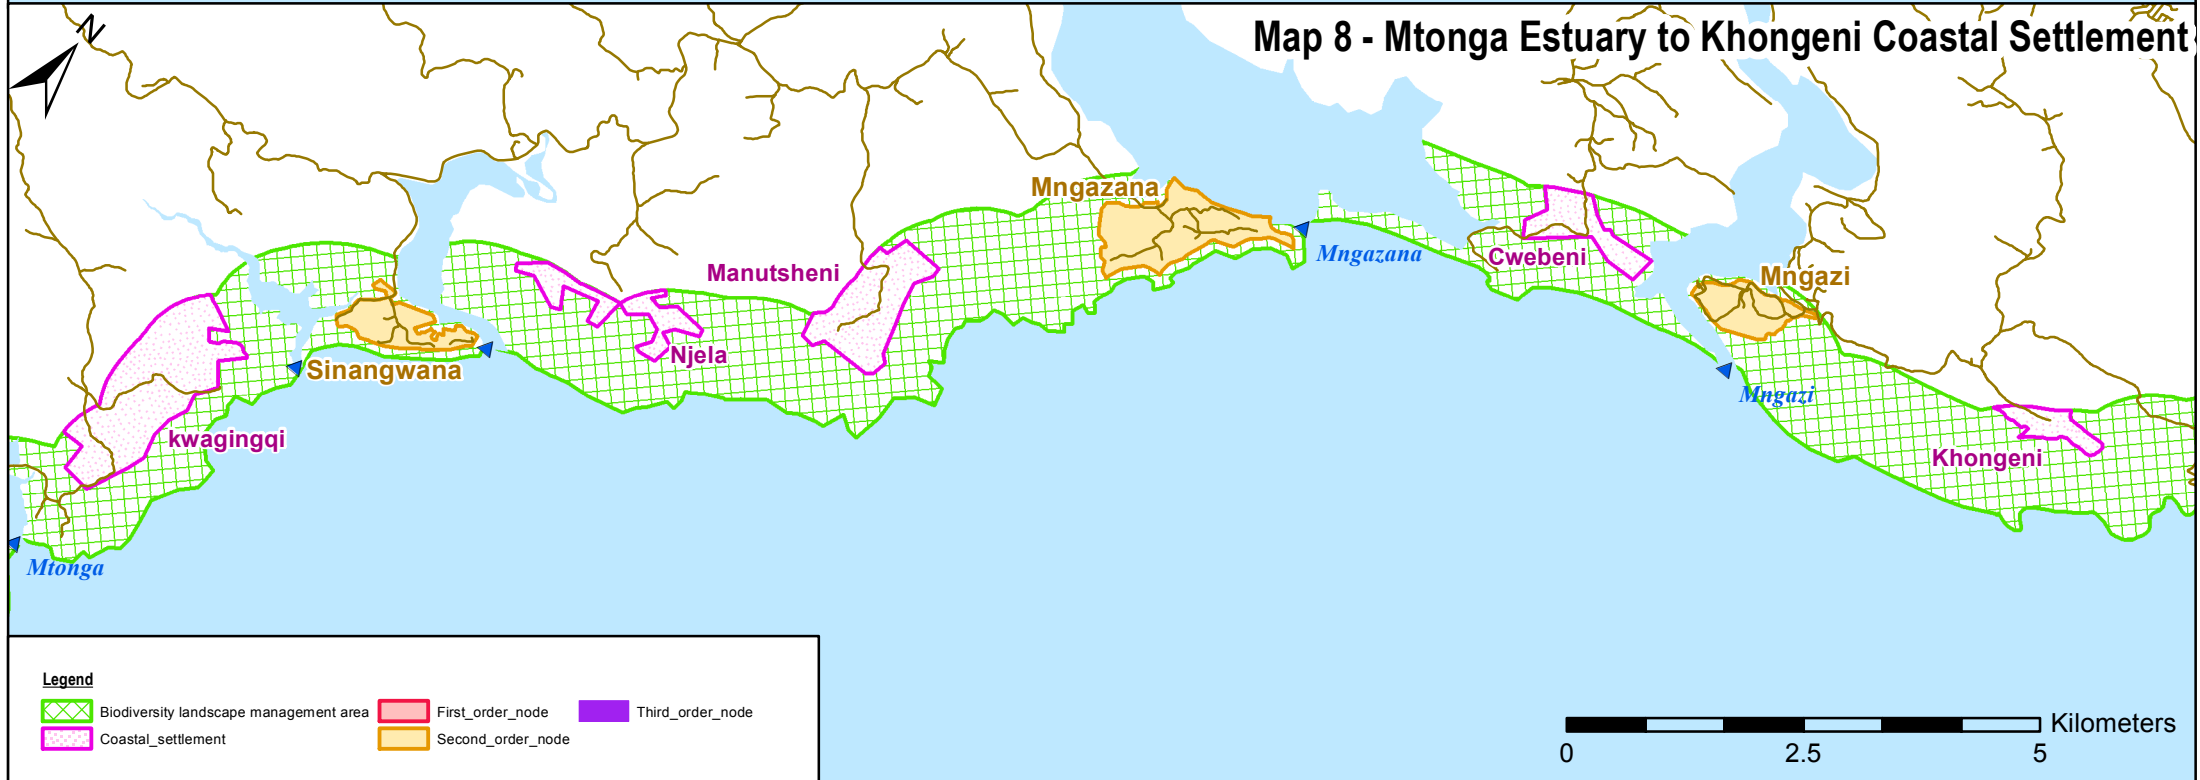 Map 8 - Mtonga Estuary to Khongeni Coastal Settlement
N
Mngazana
Mngazana
Cwebeni
Manutsheni
Mngazi
Njela
Sinangwana
Mngazi
kwagingqi
Khongeni
Mtonga
Legend
Biodiversity landscape management area
First_order_node
Third_order_node
Coastal_settlement
Second_order_node
Kilometers
0 2.5 5